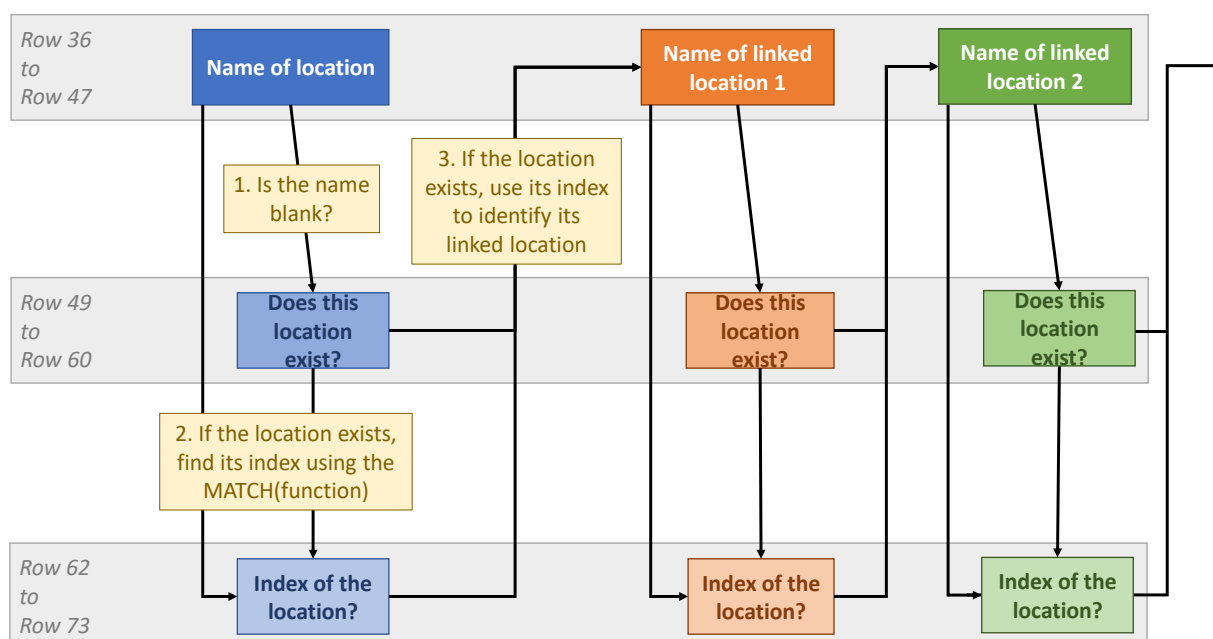 Row 36
to
Row 47
Name of location
Name of linked
location 1
Name of linked
location 2
1. Is the name
blank?
3. If the location
exists, use its index
to identify its
linked location
Row 49
to
Row 60
Does this
location
exist?
Does this
location
exist?
Does this
location
exist?
2. If the location exists,
find its index using the
MATCH(function)
Row 62
to
Row 73
Index of the
location?
Index of the
location?
Index of the
location?